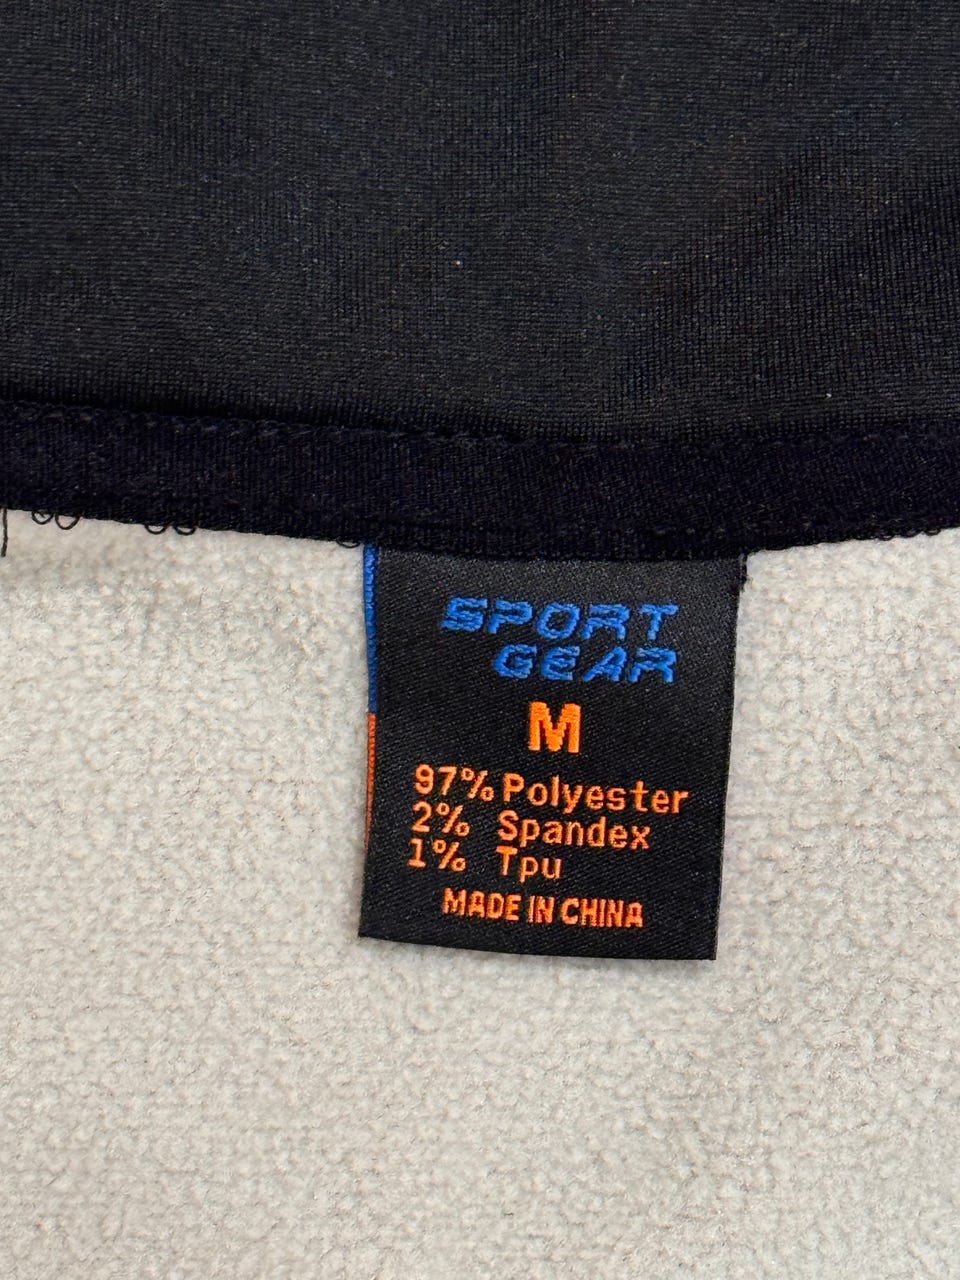 SPORT
GEAR
M
97% Polyester
2% Spandex
1% Tpu
MADE IN CHINA